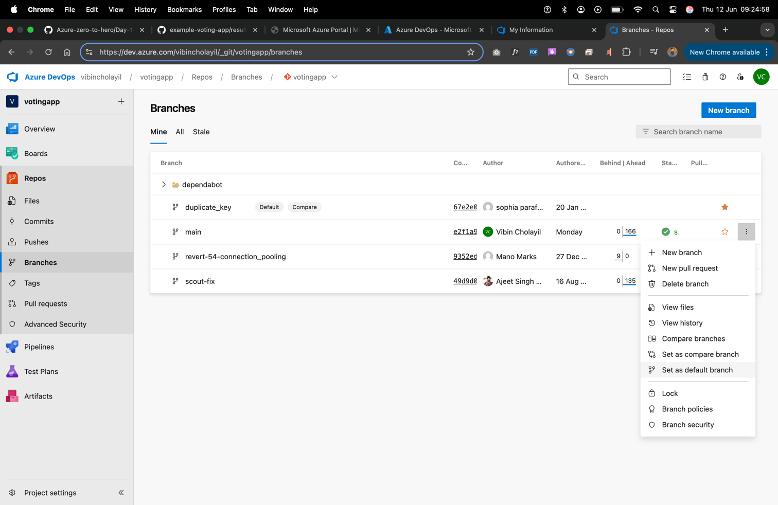 Chrome File Edit View History Bookmarks Profiles Tab Window Help Thu 12 Jun 09:24:58
Azure-zero-to-hero/Day-1 example-voting-app/resul Microsoft Azure Portal | M Azure DevOps - Microsoft My Information Branches - Repos
https://dev.azure.com/vibincholayil/_git/votingapp/branches New Chrome available
Azure DevOps vibincholayil / votingapp / Repos / Branches / votingapp Search VC
V votingapp
Overview
Boards
Repos
Files
Commits
Pushes
Branches
Tags
Pull requests
Advanced Security
Pipelines
Test Plans
Artifacts
Project settings
Branches
New branch
Mine All Stale
Search branch name
Branch Co... Author Authore... Behind | Ahead Sta... Pull...
dependabot
duplicate_key Default Compare 67e2e0 sophia paraf... 20 Jan ...
main e2f1a9 VC Vibin Cholayil Monday 0 166 s
revert-54-connection_pooling 9352ed Mano Marks 27 Dec ... 9 0
scout-fix 49d9d0 Ajeet Singh ... 16 Aug ... 0 135
New branch
New pull request
Delete branch
View files
View history
Compare branches
Set as compare branch
Set as default branch
Lock
Branch policies
Branch security